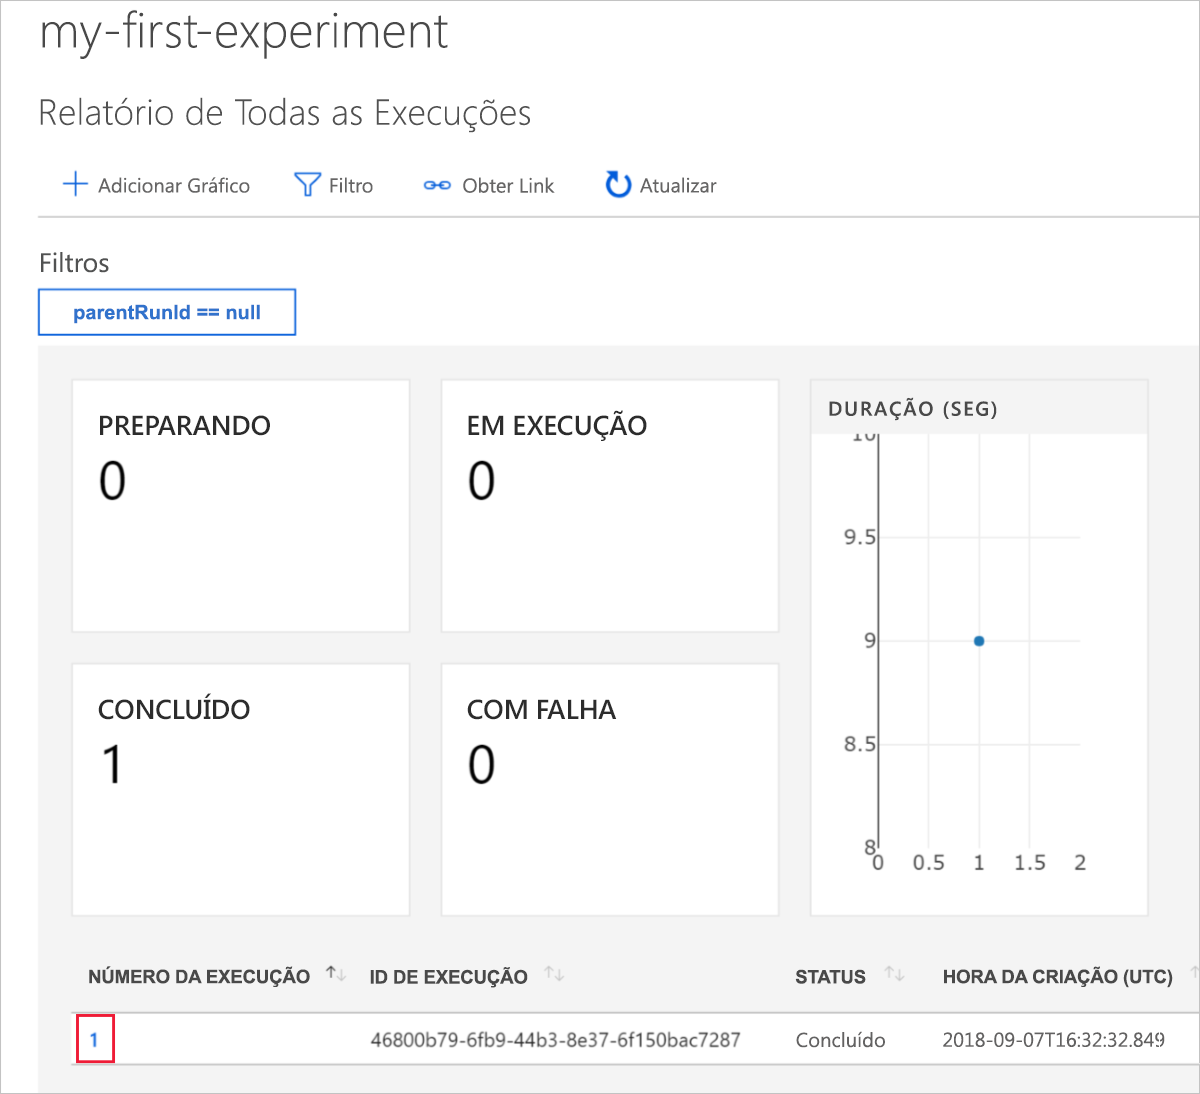 my-first-experiment
Relatório de Todas as Execuções
Adicionar Gráfico Filtro Obter Link Atualizar
Filtros
parentRunId == null
PREPARANDO
0
EM EXECUÇÃO
0
CONCLUÍDO
1
COM FALHA
0
DURAÇÃO (SEG)
10
9.5
9
8.5
8
0 0.5 1 1.5 2
NÚMERO DA EXECUÇÃO ID DE EXECUÇÃO STATUS HORA DA CRIAÇÃO (UTC)
1 46800b79-6fb9-44b3-8e37-6f150bac7287 Concluído 2018-09-07T16:32:32.849